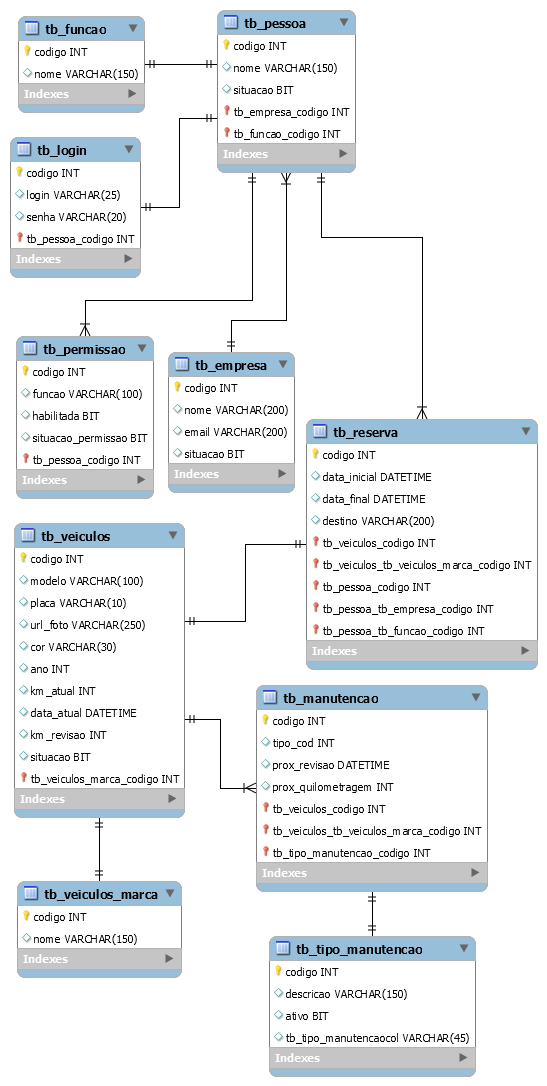 tb_funcao
codigo INT
nome VARCHAR(150)
Indexes
tb_pessoa
codigo INT
nome VARCHAR(150)
situacao BIT
tb_empresa_codigo INT
tb_funcao_codigo INT
Indexes
tb_login
codigo INT
login VARCHAR(25)
senha VARCHAR(20)
tb_pessoa_codigo INT
Indexes
tb_permissao
codigo INT
funcao VARCHAR(100)
habilitada BIT
situacao_permissao BIT
tb_pessoa_codigo INT
Indexes
tb_empresa
codigo INT
nome VARCHAR(200)
email VARCHAR(200)
situacao BIT
Indexes
tb_reserva
codigo INT
data_inicial DATETIME
data_final DATETIME
destino VARCHAR(200)
tb_veiculos_codigo INT
tb_veiculos_tb_veiculos_marca_codigo INT
tb_pessoa_codigo INT
tb_pessoa_tb_empresa_codigo INT
tb_pessoa_tb_funcao_codigo INT
Indexes
tb_veiculos
codigo INT
modelo VARCHAR(100)
placa VARCHAR(10)
url_foto VARCHAR(250)
cor VARCHAR(30)
ano INT
km_atual INT
data_atual DATETIME
km_revisao INT
situacao BIT
tb_veiculos_marca_codigo INT
Indexes
tb_manutencao
codigo INT
tipo_cod INT
prox_revisao DATETIME
prox_quilometragem INT
tb_veiculos_codigo INT
tb_veiculos_tb_veiculos_marca_codigo INT
tb_tipo_manutencao_codigo INT
Indexes
tb_veiculos_marca
codigo INT
nome VARCHAR(150)
Indexes
tb_tipo_manutencao
codigo INT
descricao VARCHAR(150)
ativo BIT
tb_tipo_manutencaocol VARCHAR(45)
Indexes